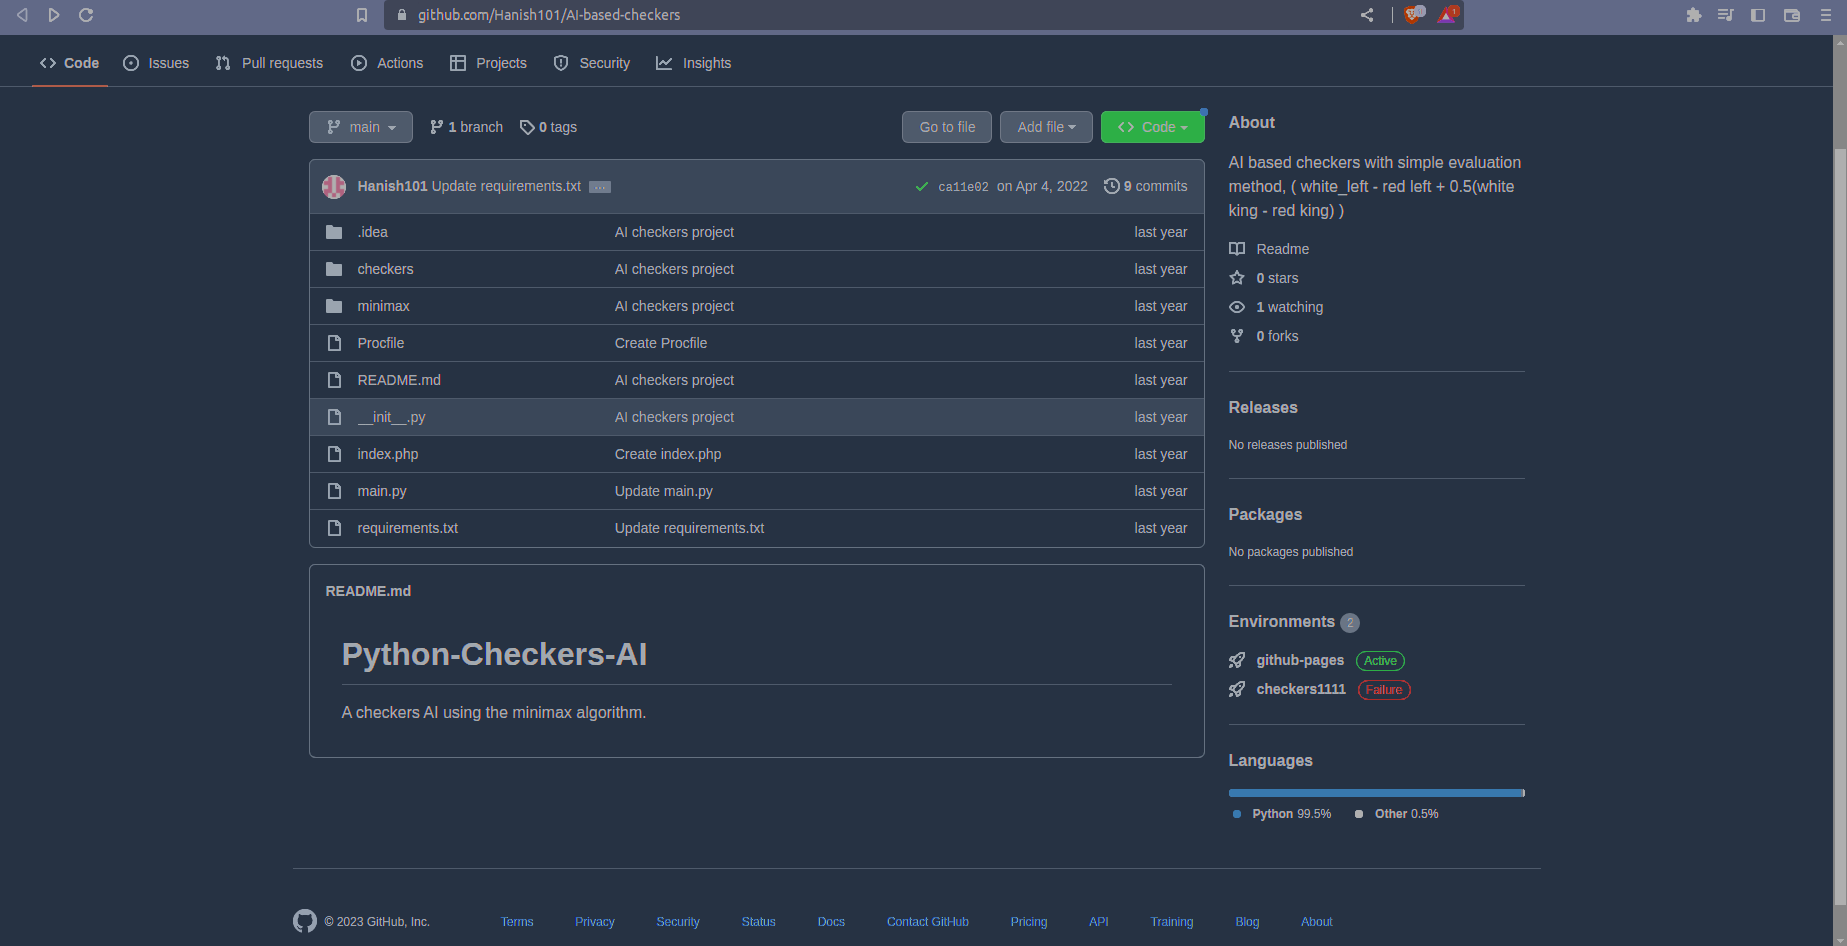 github.com/Hanish101/AI-based-checkers
1
Code Issues Pull requests Actions Projects Security Insights
main 1 branch 0 tags Go to file Add file Code
Hanish101 Update requirements.txt ... ca11e02 on Apr 4, 2022 9 commits
.idea AI checkers project last year
checkers AI checkers project last year
minimax AI checkers project last year
Procfile Create Procfile last year
README.md AI checkers project last year
__init__.py AI checkers project last year
index.php Create index.php last year
main.py Update main.py last year
requirements.txt Update requirements.txt last year
README.md
Python-Checkers-AI
A checkers AI using the minimax algorithm.
About
AI based checkers with simple evaluation
method, ( white_left - red left + 0.5(white
king - red king) )
Readme
0 stars
1 watching
0 forks
Releases
No releases published
Packages
No packages published
Environments 2
github-pages Active
checkers1111 Failure
Languages
Python 99.5% Other 0.5%
© 2023 GitHub, Inc. Terms Privacy Security Status Docs Contact GitHub Pricing API Training Blog About